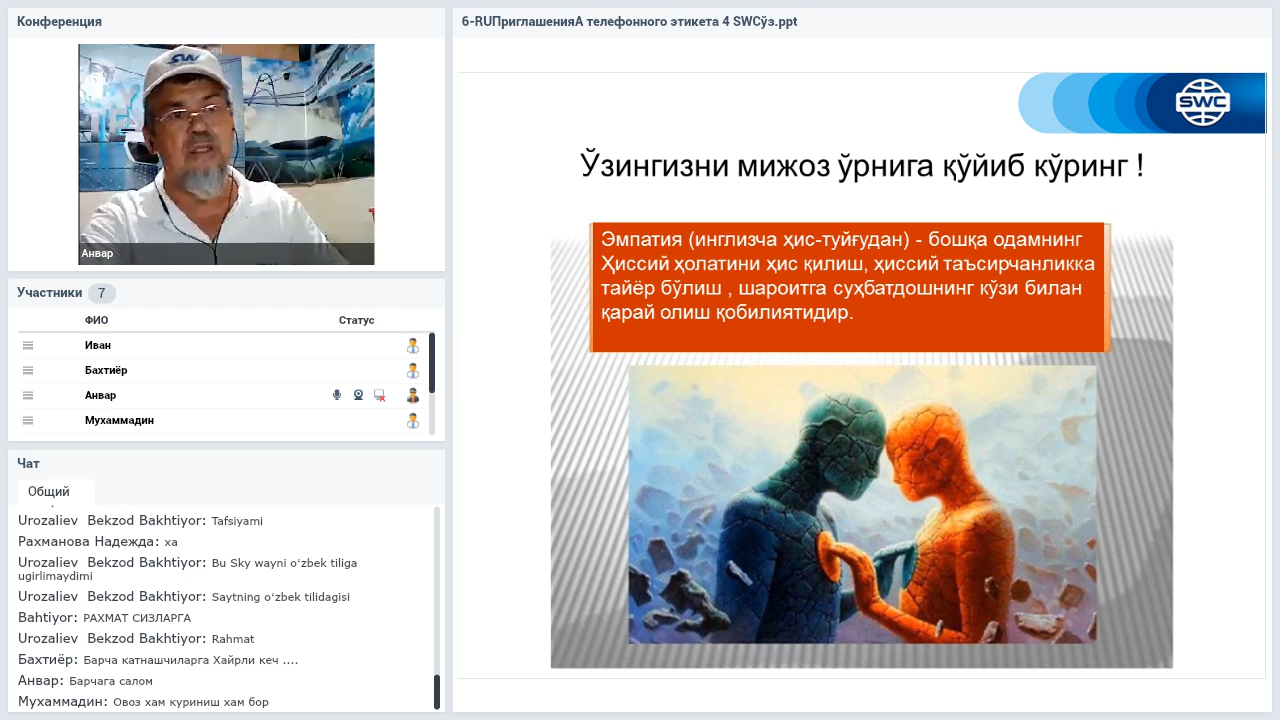 Конференция
SW
Анвар
Участники 7
ФИО Статус
Иван
Бахтиёр
Анвар
Мухаммадин
Чат
Общий
Urozaliev Bekzod Bakhtiyor: Tafsiyami
Рахманова Надежда: ха
Urozaliev Bekzod Bakhtiyor: Bu Sky wayni oʻzbek tiliga
ugirlimaydimi
Urozaliev Bekzod Bakhtiyor: Saytning oʻzbek tilidagisi
Bahtiyor: РАХМАТ СИЗЛАРГА
Urozaliev Bekzod Bakhtiyor: Rahmat
Бахтиёр: Барча катнашчиларга Хайрли кеч ....
Анвар: Барчага салом
Мухаммадин: Овоз хам куриниш хам бор
6-RUПриглашенияА телефонного этикета 4 SWCўз.ppt
SWC
Ўзингизни мижоз ўрнига қўйиб кўринг !
Эмпатия (инглизча ҳис-туйғудан) - бошқа одамнинг
Ҳиссий ҳолатини ҳис қилиш, ҳиссий таъсирчанликка
тайёр бўлиш , шароитга суҳбатдошнинг кўзи билан
қарай олиш қобилиятидир.